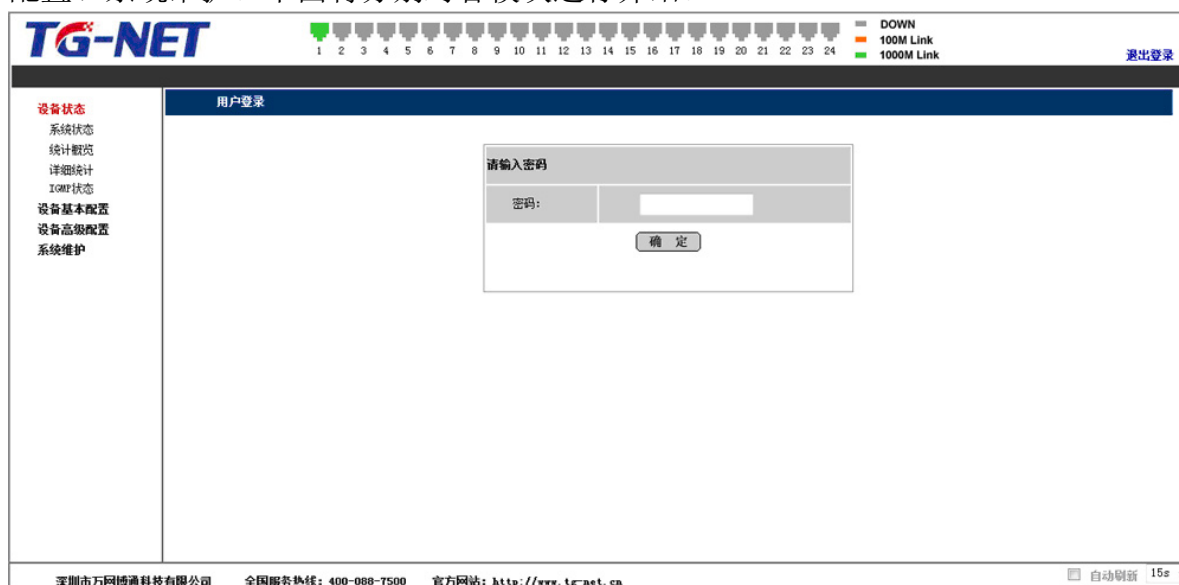 TG-NET
1 2 3 4 5 6 7 8 9 10 11 12 13 14 15 16 17 18 19 20 21 22 23 24
DOWN
100M Link
1000M Link
退出登录
设备状态
系统状态
统计概览
详细统计
IGMP状态
设备基本配置
设备高级配置
系统维护
用户登录
请输入密码
密码:
确 定
深圳市万网博通科技有限公司 全国服务热线: 400-088-7500 官方网站: http://www.tg-net.cn
自动刷新 15s